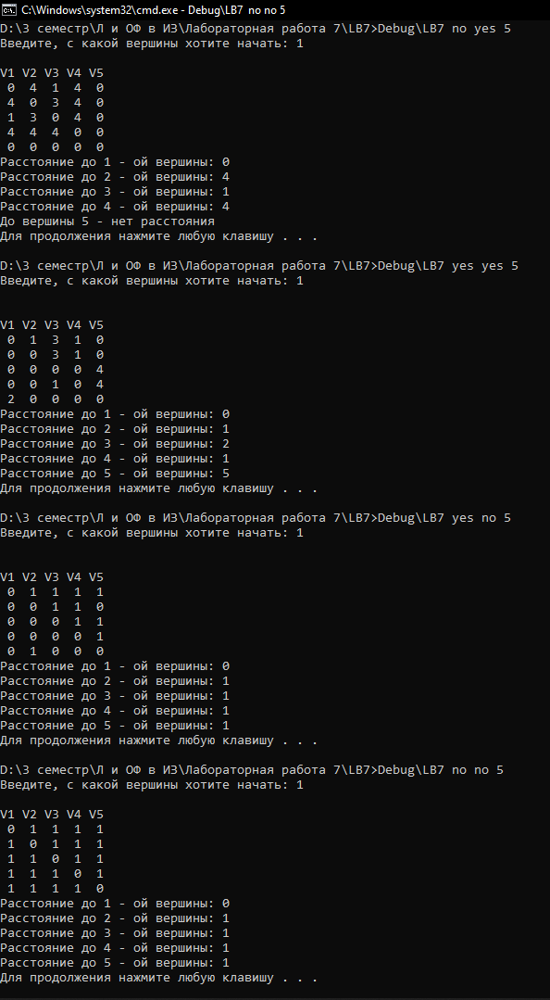 C:\Windows\system32\cmd.exe - Debug\LB7 no no 5
D:\3 семестр\Л и ОФ в ИЗ\Лабораторная работа 7\LB7>Debug\LB7 no yes 5
Введите, с какой вершины хотите начать: 1
V1 V2 V3 V4 V5
0 4 1 4 0
4 0 3 4 0
1 3 0 4 0
4 4 4 0 0
0 0 0 0 0
Расстояние до 1 - ой вершины: 0
Расстояние до 2 - ой вершины: 4
Расстояние до 3 - ой вершины: 1
Расстояние до 4 - ой вершины: 4
До вершины 5 - нет расстояния
Для продолжения нажмите любую клавишу . . .
D:\3 семестр\Л и ОФ в ИЗ\Лабораторная работа 7\LB7>Debug\LB7 yes yes 5
Введите, с какой вершины хотите начать: 1
V1 V2 V3 V4 V5
0 1 3 1 0
0 0 3 1 0
0 0 0 0 4
0 0 1 0 4
2 0 0 0 0
Расстояние до 1 - ой вершины: 0
Расстояние до 2 - ой вершины: 1
Расстояние до 3 - ой вершины: 2
Расстояние до 4 - ой вершины: 1
Расстояние до 5 - ой вершины: 5
Для продолжения нажмите любую клавишу . . .
D:\3 семестр\Л и ОФ в ИЗ\Лабораторная работа 7\LB7>Debug\LB7 yes no 5
Введите, с какой вершины хотите начать: 1
V1 V2 V3 V4 V5
0 1 1 1 1
0 0 1 1 0
0 0 0 1 1
0 0 0 0 1
0 1 0 0 0
Расстояние до 1 - ой вершины: 0
Расстояние до 2 - ой вершины: 1
Расстояние до 3 - ой вершины: 1
Расстояние до 4 - ой вершины: 1
Расстояние до 5 - ой вершины: 1
Для продолжения нажмите любую клавишу . . .
D:\3 семестр\Л и ОФ в ИЗ\Лабораторная работа 7\LB7>Debug\LB7 no no 5
Введите, с какой вершины хотите начать: 1
V1 V2 V3 V4 V5
0 1 1 1 1
1 0 1 1 1
1 1 0 1 1
1 1 1 0 1
1 1 1 1 0
Расстояние до 1 - ой вершины: 0
Расстояние до 2 - ой вершины: 1
Расстояние до 3 - ой вершины: 1
Расстояние до 4 - ой вершины: 1
Расстояние до 5 - ой вершины: 1
Для продолжения нажмите любую клавишу . . .